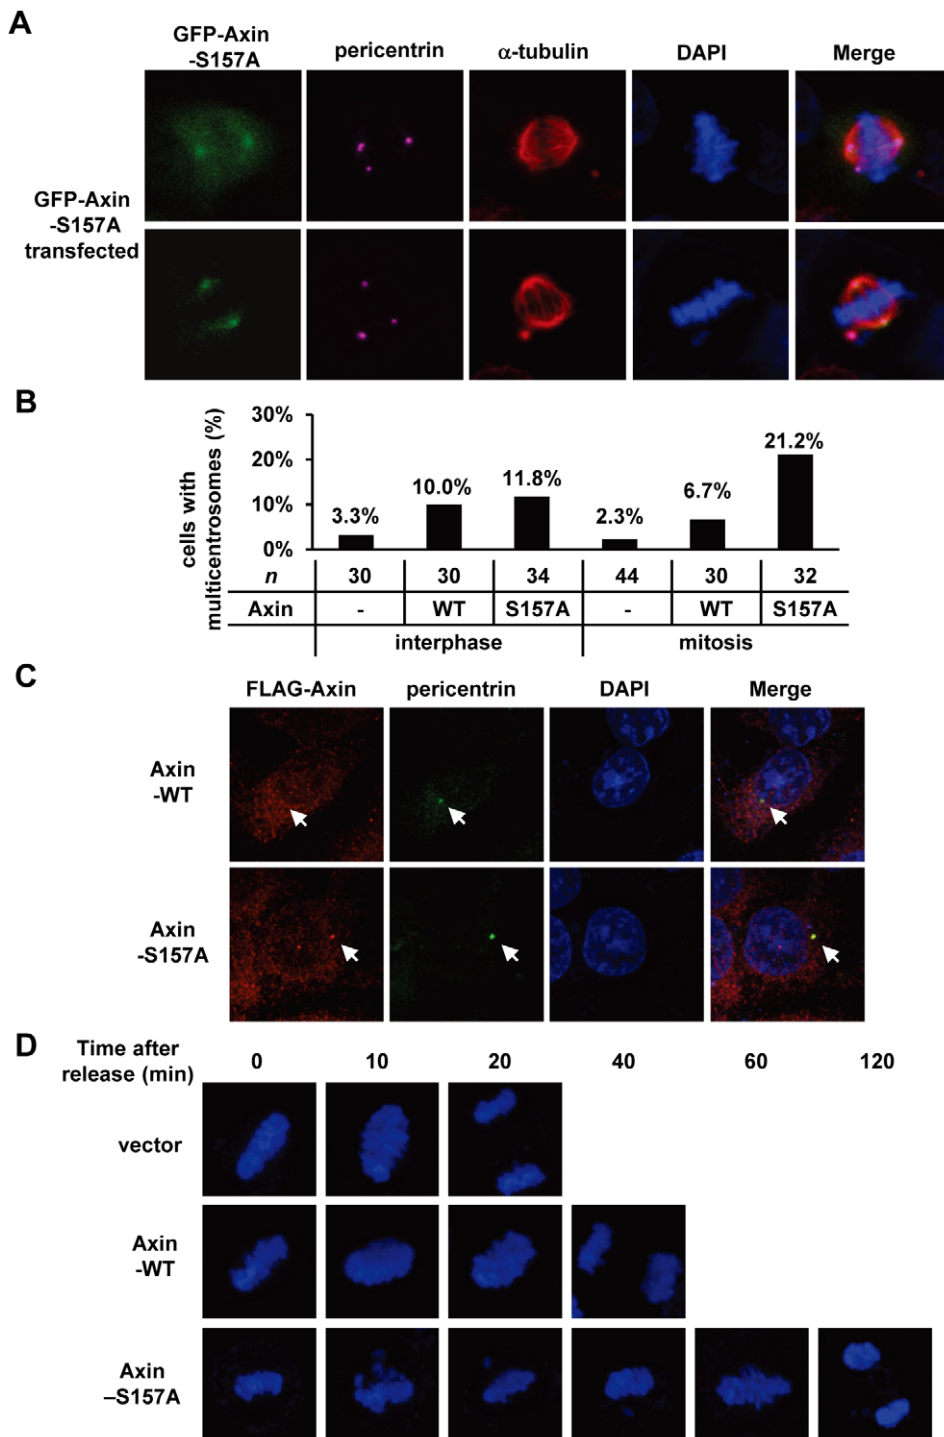 A
GFP-Axin
-S157A
pericentrin
α-tubulin
DAPI
Merge
GFP-Axin
-S157A
transfected
B
cells with
multicentrosomes (%)
30%
20%
10%
0%
3.3%
10.0%
11.8%
2.3%
6.7%
21.2%
n 30 30 34 44 30 32
Axin - WT S157A - WT S157A
interphase mitosis
C
FLAG-Axin
pericentrin
DAPI
Merge
Axin
-WT
Axin
-S157A
D
Time after
release (min)
0 10 20 40 60 120
vector
Axin
-WT
Axin
–S157A